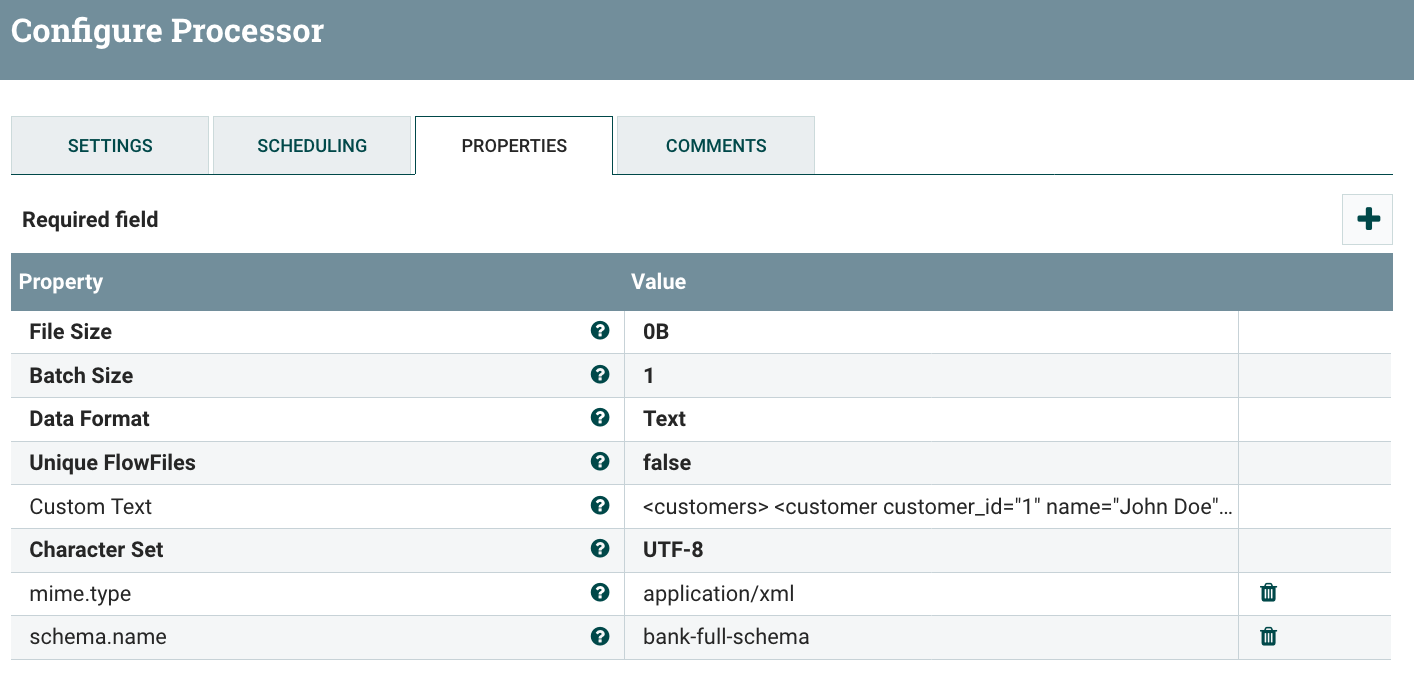 Configure Processor
SETTINGS SCHEDULING PROPERTIES COMMENTS
Required field
Property Value
File Size 0B
Batch Size 1
Data Format Text
Unique FlowFiles false
Custom Text <customers> <customer customer_id="1" name="John Doe"...
Character Set UTF-8
mime.type application/xml
schema.name bank-full-schema